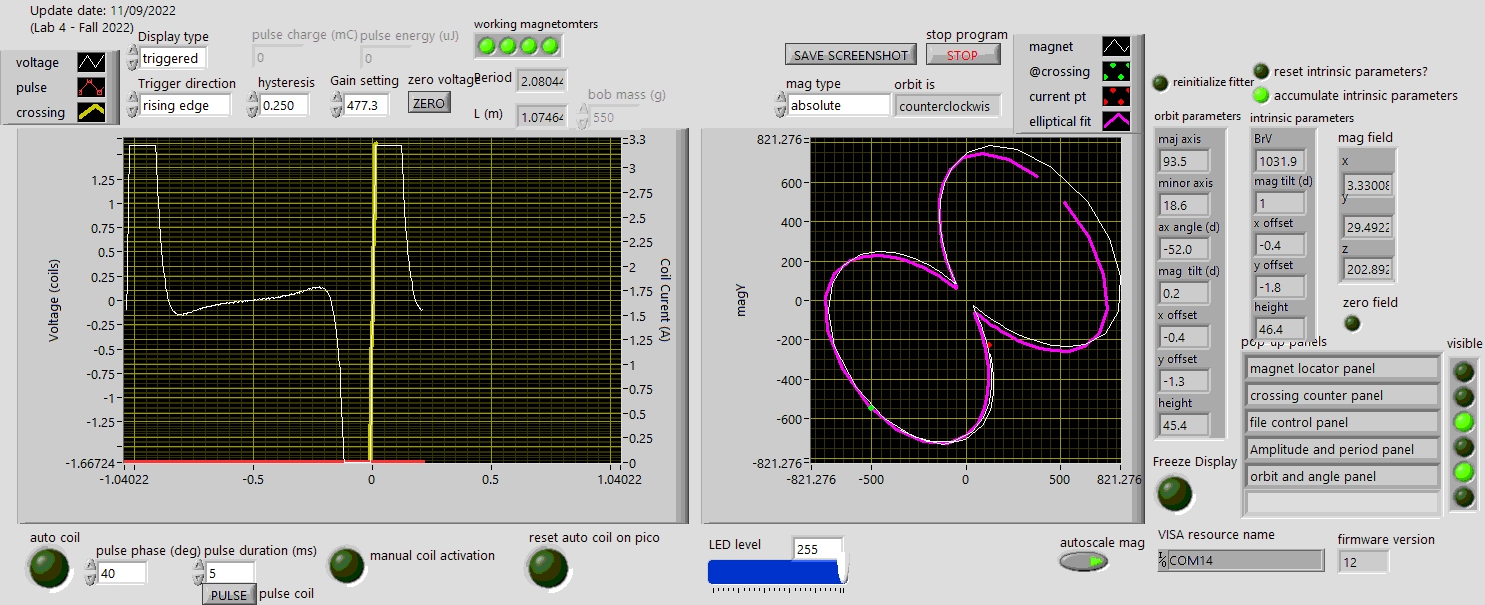 Update date: 11/09/2022
(Lab 4 - Fall 2022)
voltage
pulse
crossing
Display type
triggered
pulse charge (mC)
0
pulse energy (uJ)
0
working magnetomters
Trigger direction
rising edge
hysteresis
0.250
Gain setting
477.3
zero voltage
ZERO
Period
2.08044
L (m)
1.07464
bob mass (g)
550
SAVE SCREENSHOT
stop program
STOP
mag type
absolute
orbit is
counterclockwis
magnet
@crossing
current pt
elliptical fit
reinitialize fitter
reset intrinsic parameters?
accumulate intrinsic parameters
orbit parameters
maj axis
93.5
minor axis
18.6
ax angle (d)
-52.0
mag tilt (d)
0.2
x offset
-0.4
y offset
-1.3
height
45.4
intrinsic parameters
BrV
1031.9
mag tilt (d)
1
x offset
-0.4
y offset
-1.8
height
46.4
mag field
x
3.33008
y
29.4922
z
202.892
zero field
Voltage (coils)
1.25
1
0.75
0.5
0.25
0
-0.25
-0.5
-0.75
-1
-1.25
-1.66724
-1.04022
-0.5
0
0.5
1.04022
3.3
3
2.75
2.5
2.25
2
1.75
1.5
1.25
1
0.75
0.5
0.25
0
Coil Current (A)
magY
821.276
600
400
200
0
-200
-400
-600
-821.276
-821.276
-500
0
500
821.276
pop up panels
visible
magnet locator panel
crossing counter panel
file control panel
Amplitude and period panel
orbit and angle panel
Freeze Display
auto coil
pulse phase (deg)
40
pulse duration (ms)
5
PULSE
pulse coil
manual coil activation
reset auto coil on pico
LED level
255
autoscale mag
VISA resource name
COM14
firmware version
12